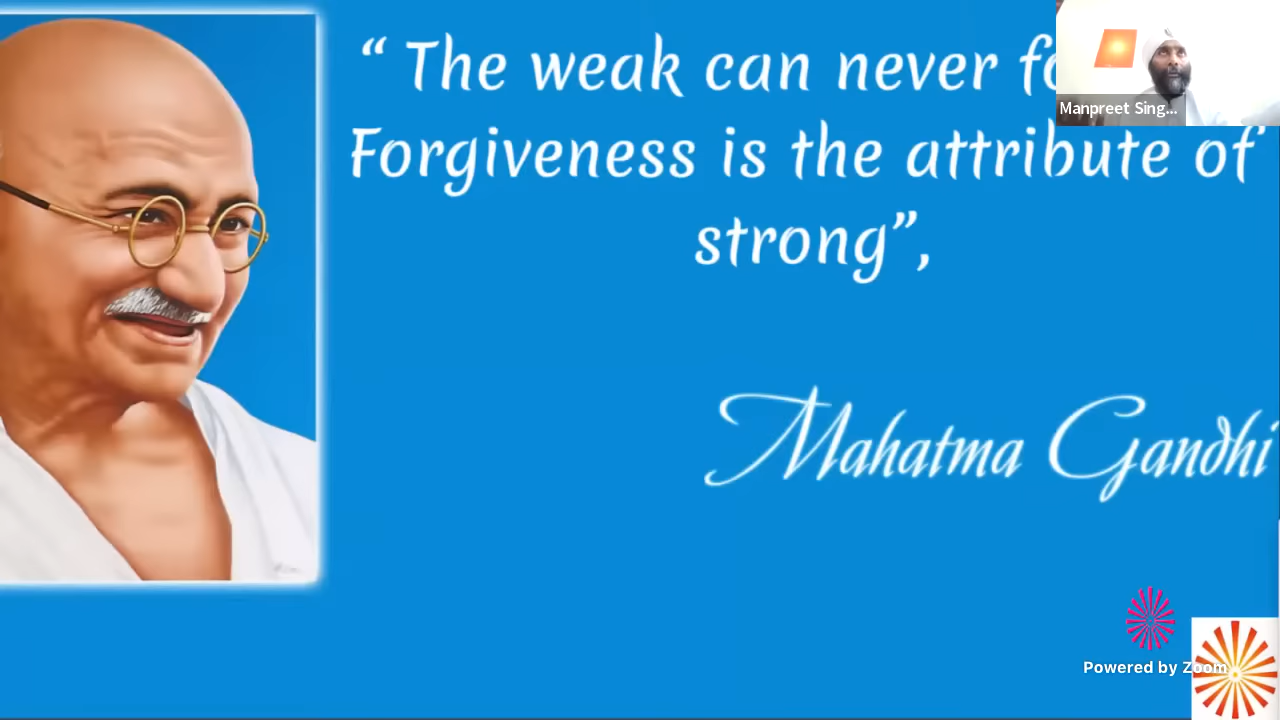 “ The weak can never
Forgiveness is the attribute of
strong”,
Mahatma Gandhi
Manpreet Sing...
Powered by Zoom